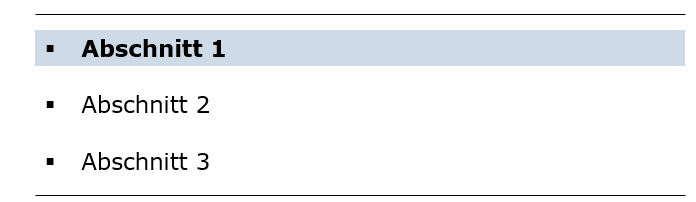 ▪ Abschnitt 1
▪ Abschnitt 2
▪ Abschnitt 3